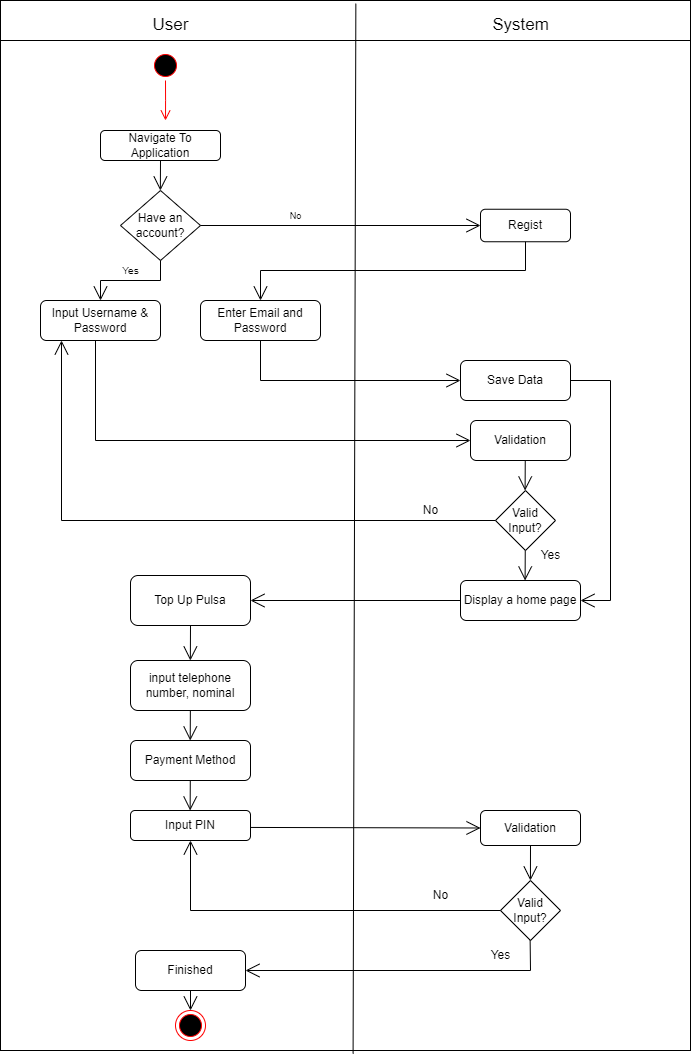 User
System
Navigate To
Application
Have an
account?
No
Regist
Yes
Input Username &
Password
Enter Email and
Password
Save Data
Validation
No
Valid
Input?
Yes
Top Up Pulsa
Display a home page
input telephone
number, nominal
Payment Method
Input PIN
Validation
No
Valid
Input?
Yes
Finished